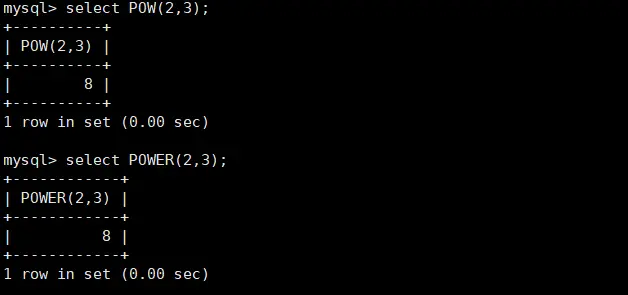 mysql> select POW(2,3);
+----------+
| POW(2,3) |
+----------+
|        8 |
+----------+
1 row in set (0.00 sec)

mysql> select POWER(2,3);
+------------+
| POWER(2,3) |
+------------+
|          8 |
+------------+
1 row in set (0.00 sec)